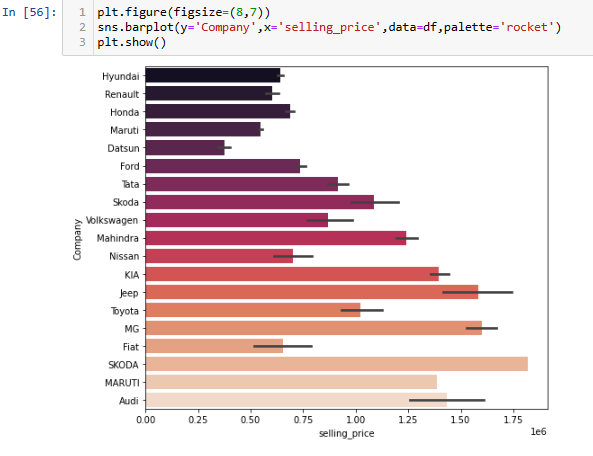 In [56]:
1 plt.figure(figsize=(8,7))
2 sns.barplot(y='Company',x='selling_price',data=df,palette='rocket')
3 plt.show()
Company
Hyundai
Renault
Honda
Maruti
Datsun
Ford
Tata
Skoda
Volkswagen
Mahindra
Nissan
KIA
Jeep
Toyota
MG
Fiat
SKODA
MARUTI
Audi
0.00 0.25 0.50 0.75 1.00 1.25 1.50 1.75
1e6
selling_price